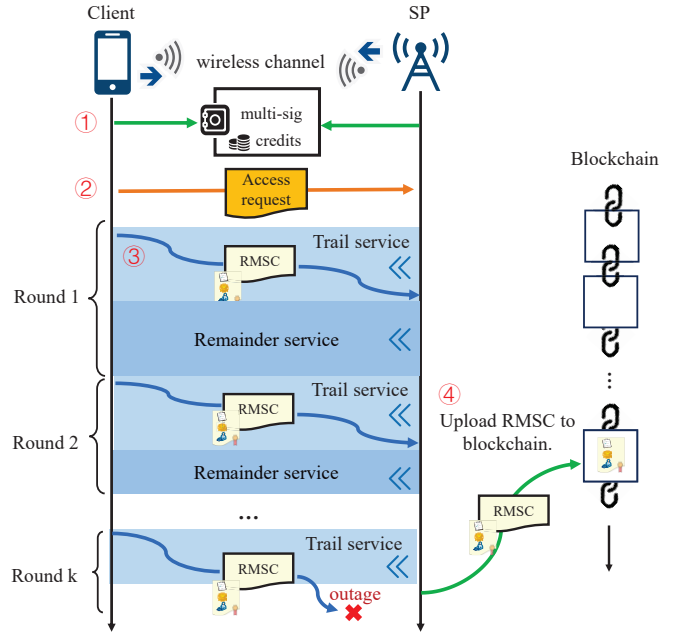 Client
SP
wireless channel
①
multi-sig
credits
②
Access
request
Blockchain
Round 1
③
Trail service
RMSC
Remainder service
Round 2
Trail service
RMSC
Remainder service
④
Upload RMSC to
blockchain.
...
RMSC
...
Round k
Trail service
RMSC
outage